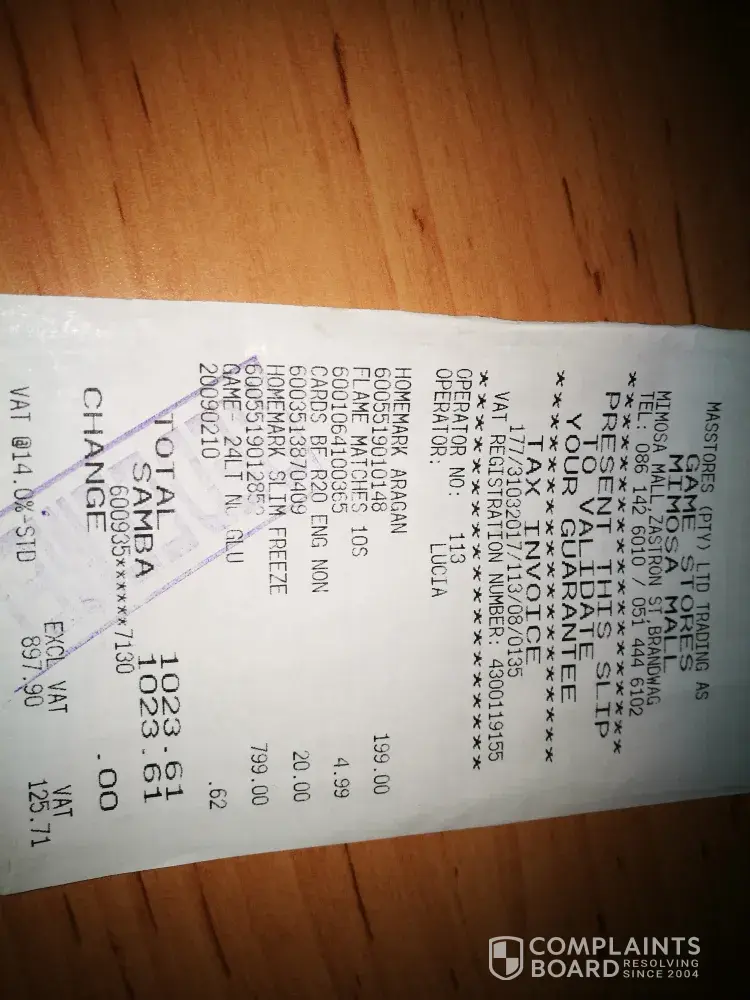 MASSTORES (PTY) LTD TRADING AS
GAME STORES
MIMOSA MALL
MIMOSA MALL,ZASTRON ST,BRANDWAG
TEL: 086 142 6010 / 051 444 6102
PRESENT THIS SLIP
TO VALIDATE
YOUR GUARANTEE
TAX INVOICE
177/31032017/113/08/0135
VAT REGISTRATION NUMBER: 4300119155
OPERATOR NO: 113
OPERATOR: LUCIA
HOMEMARK ARAGAN
6005519010148 199.00
FLAME MATCHES 10S
6001064100365 4.99
CARDS BF R20 ENG NON
6003513870409 20.00
HOMEMARK SLIM FREEZE
799.00
GAME 24LT
20090210 .62
TOTAL 1023.61
SAMBA 1023.61
600935******7130
CHANGE .00
EXCL VAT VAT
VAT @14.0%-STD 897.90 125.71
COMPLAINTS
BOARD RESOLVING
SINCE 2004